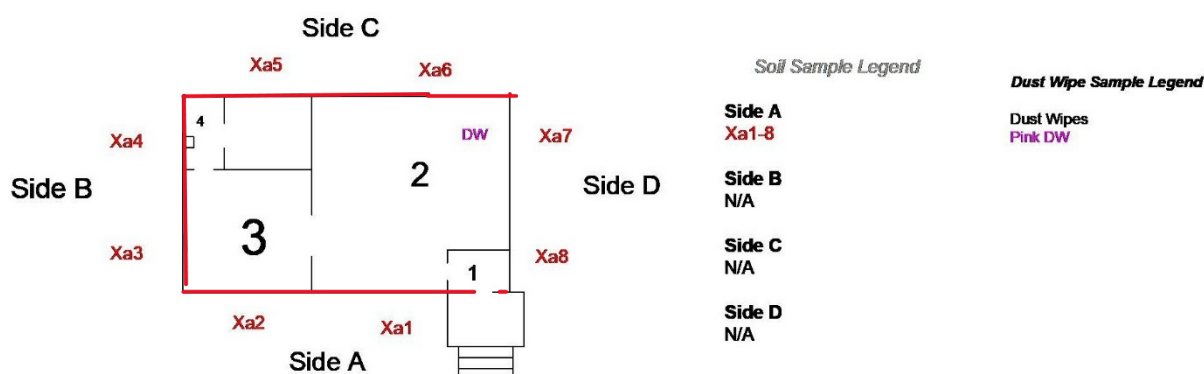 Side C
Xa5
Xa6
Soil Sample Legend
Dust Wipe Sample Legend
Side A
Xa1-8
Dust Wipes
Pink DW
4
Xa4
DW
Xa7
2
Side B
Side D
Side B
N/A
3
Xa3
Xa8
Side C
N/A
1
Xa2
Xa1
Side D
N/A
Side A